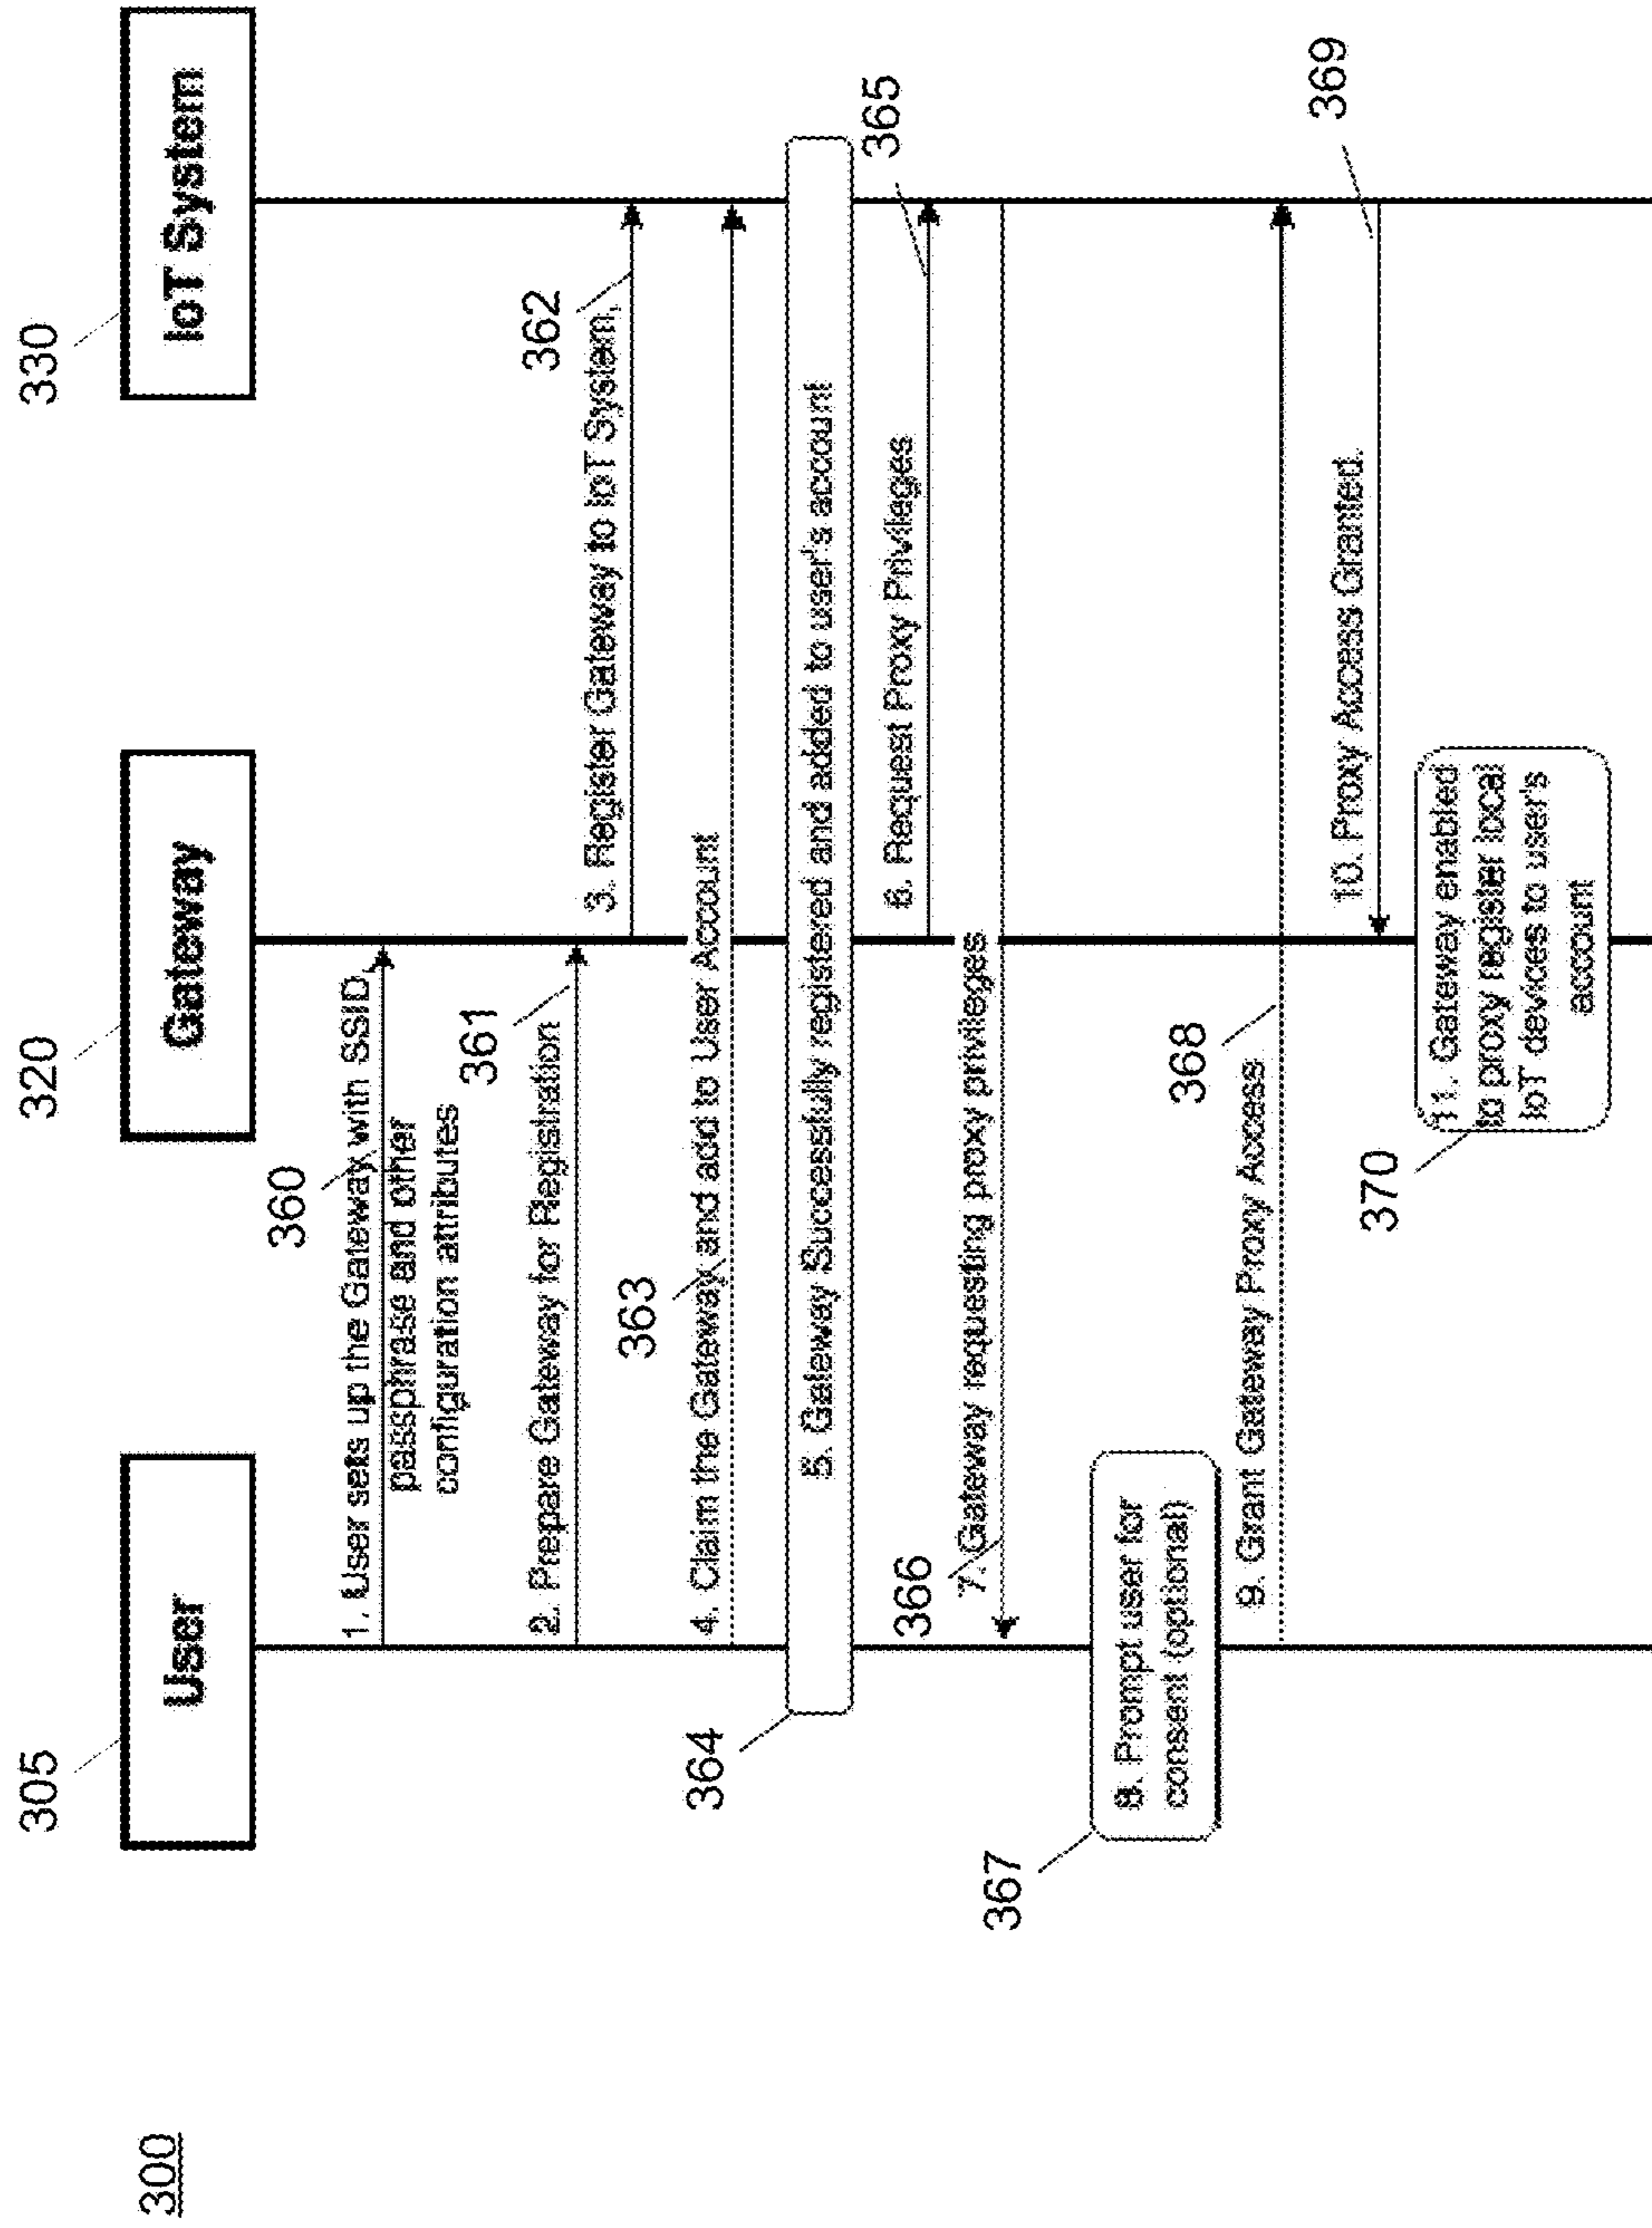 300
305
User
320
Gateway
330
IoT System
1. User sets up the Gateway with SSID,
passphrase and other
configuration attributes
360
2. Prepare Gateway for Registration
361
3. Register Gateway to IoT System,
362
4. Claim the Gateway and add to User Account
363
5. Gateway Successfully registered and added to user's account
364
6. Request Proxy Privileges
365
7. Gateway requesting proxy privileges
366
8. Prompt user for
consent (optional)
367
9. Grant Gateway Proxy Access
368
10. Proxy Access Granted.
369
11. Gateway enabled
to proxy register local
IoT devices to user's
account
370